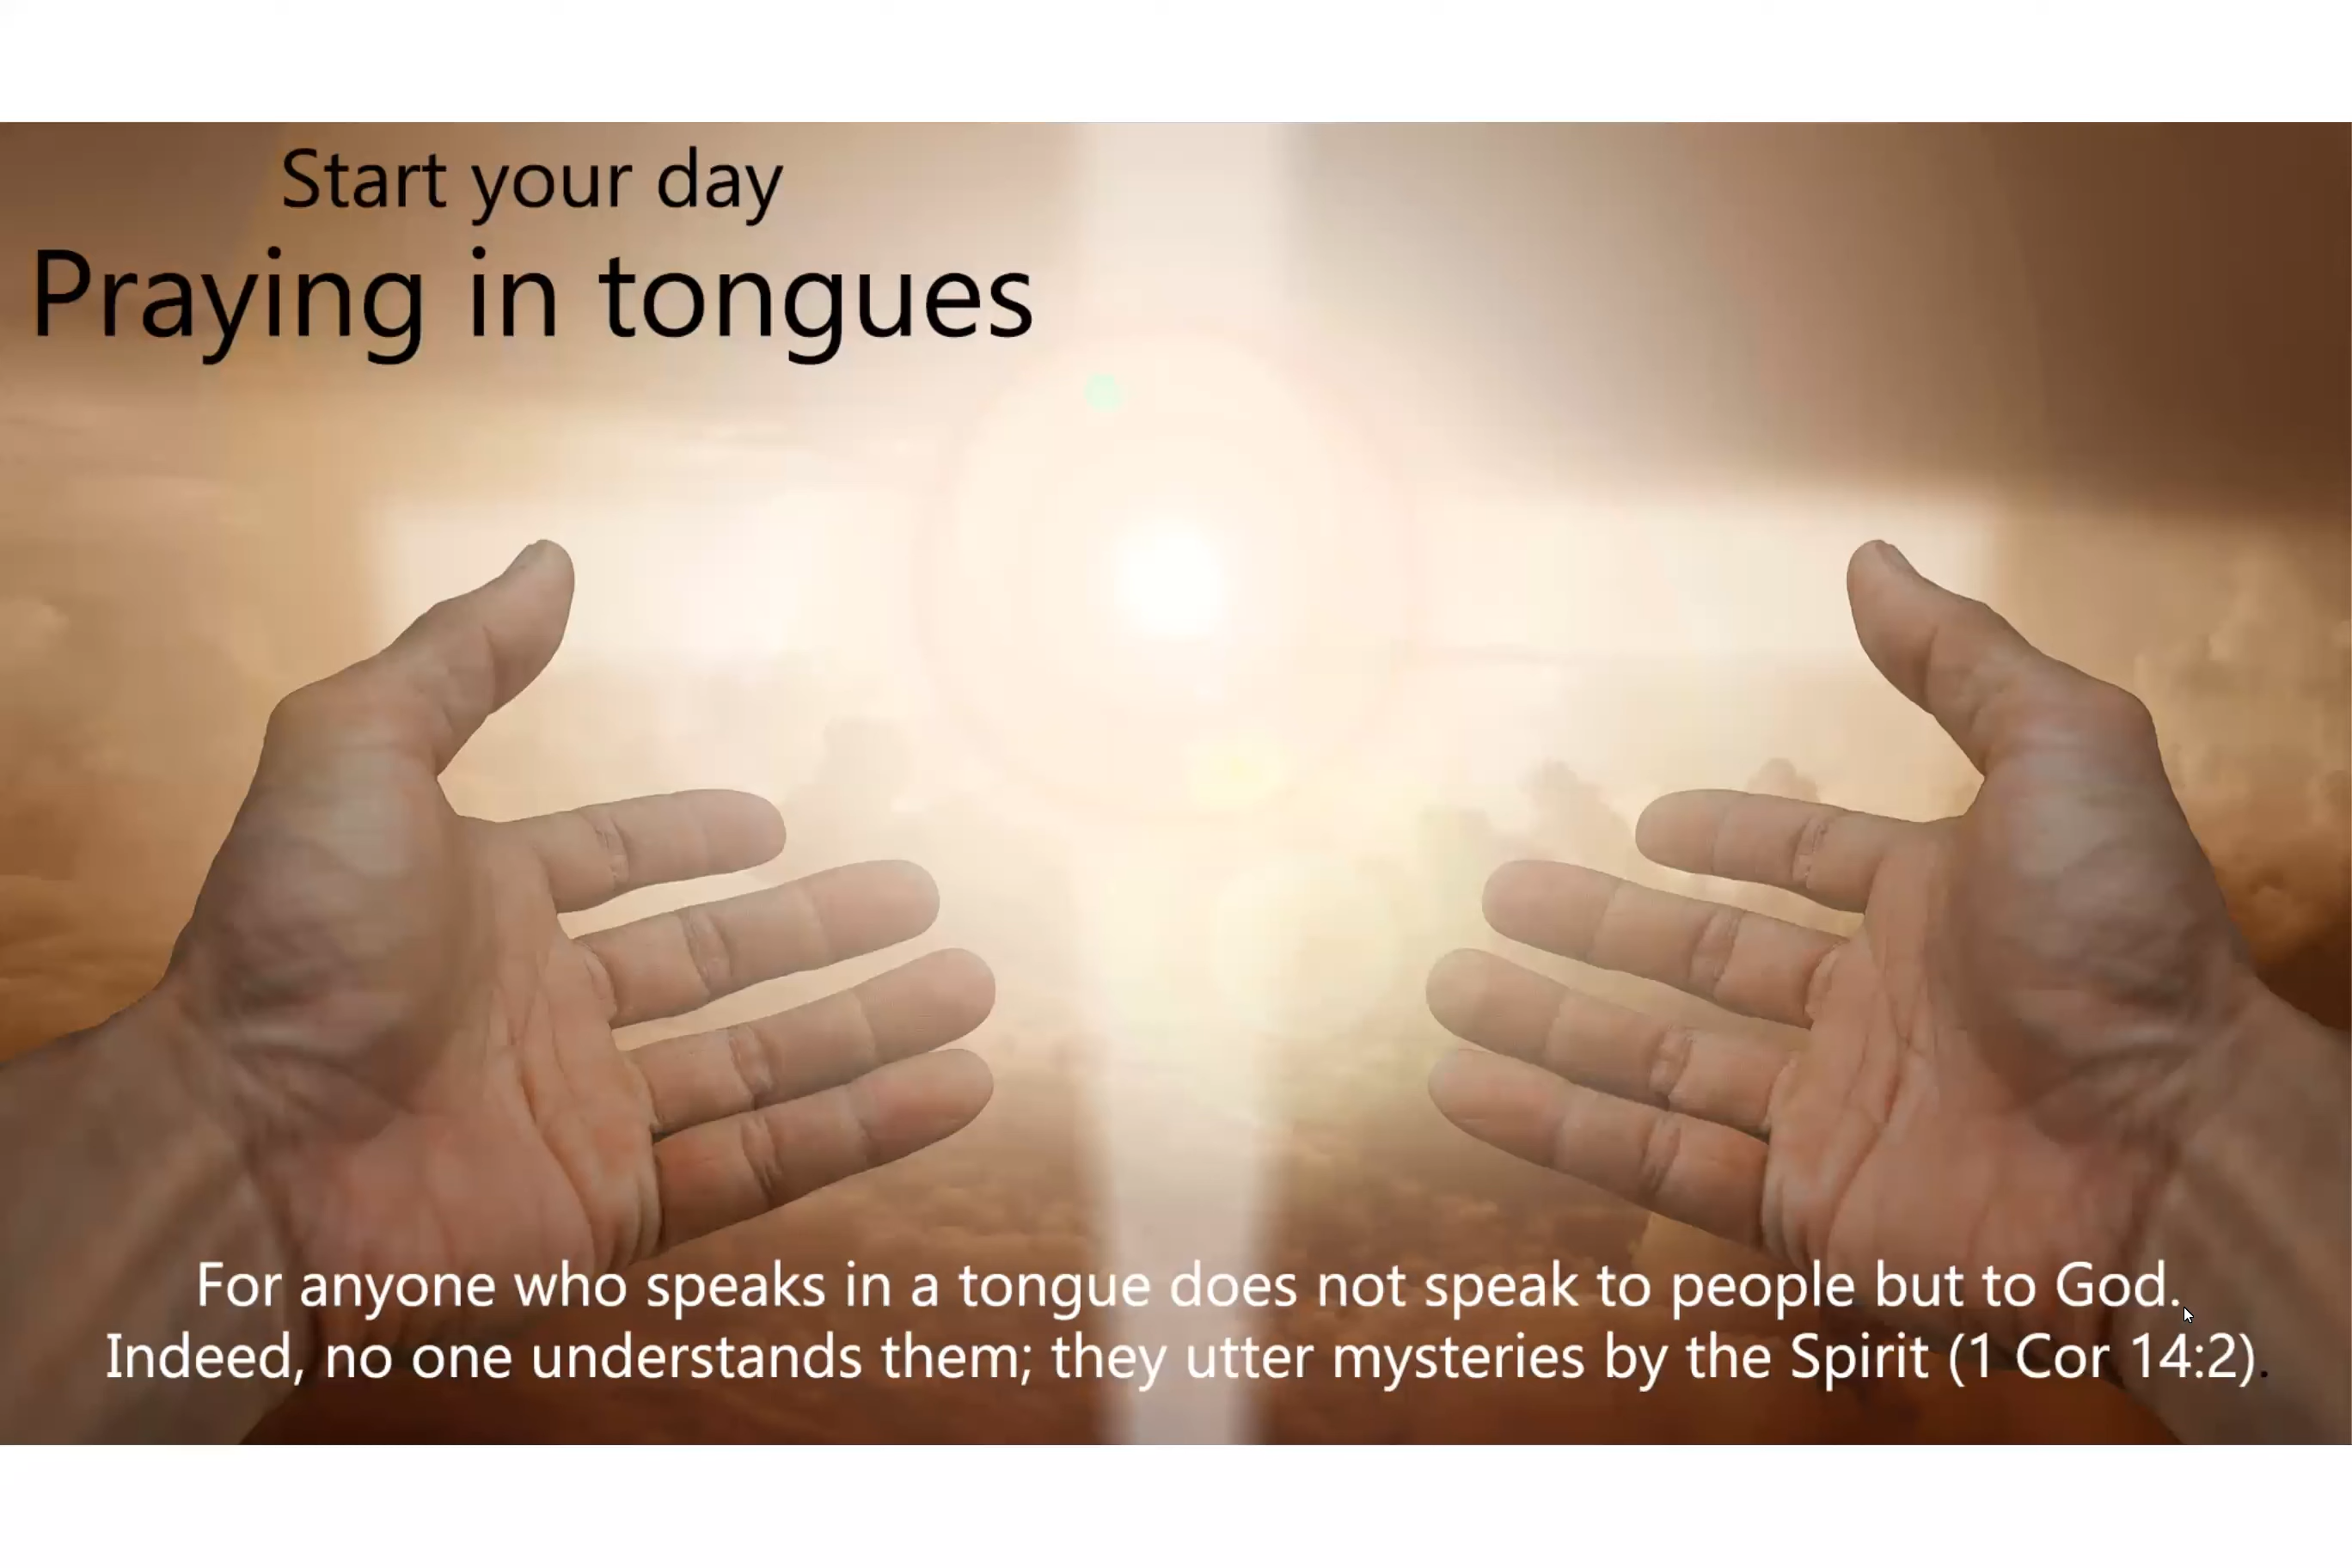 Start your day
Praying in tongues
For anyone who speaks in a tongue does not speak to people but to God.
Indeed, no one understands them; they utter mysteries by the Spirit (1 Cor 14:2).